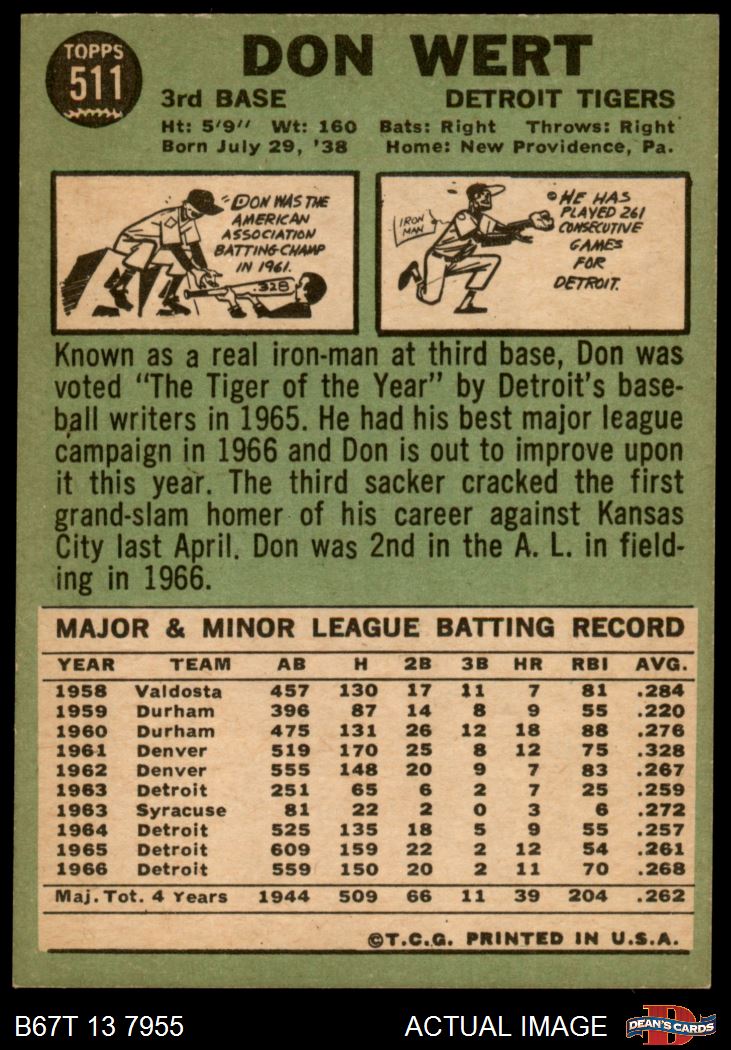 TOPPS
511
DON WERT
3rd BASE DETROIT TIGERS
Ht: 5'9" Wt: 160 Bats: Right Throws: Right
Born July 29, '38 Home: New Providence, Pa.
DON WAS THE
AMERICAN
ASSOCIATION
BATTING CHAMP
IN 1961.
.328
IRON
MAN
HE HAS
PLAYED 261
CONSECUTIVE
GAMES
FOR
DETROIT.
Known as a real iron-man at third base, Don was
voted "The Tiger of the Year" by Detroit's base-
ball writers in 1965. He had his best major league
campaign in 1966 and Don is out to improve upon
it this year. The third sacker cracked the first
grand-slam homer of his career against Kansas
City last April. Don was 2nd in the A. L. in field-
ing in 1966.
MAJOR & MINOR LEAGUE BATTING RECORD
YEAR TEAM AB H 2B 3B HR RBI AVG.
1958 Valdosta 457 130 17 11 7 81 .284
1959 Durham 396 87 14 8 9 55 .220
1960 Durham 475 131 26 12 18 88 .276
1961 Denver 519 170 25 8 12 75 .328
1962 Denver 555 148 20 9 7 83 .267
1963 Detroit 251 65 6 2 7 25 .259
1963 Syracuse 81 22 2 0 3 6 .272
1964 Detroit 525 135 18 5 9 55 .257
1965 Detroit 609 159 22 2 12 54 .261
1966 Detroit 559 150 20 2 11 70 .268
Maj. Tot. 4 Years 1944 509 66 11 39 204 .262
©T.C.G. PRINTED IN U.S.A.
B67T 13 7955 ACTUAL IMAGE DEAN'S CARDS